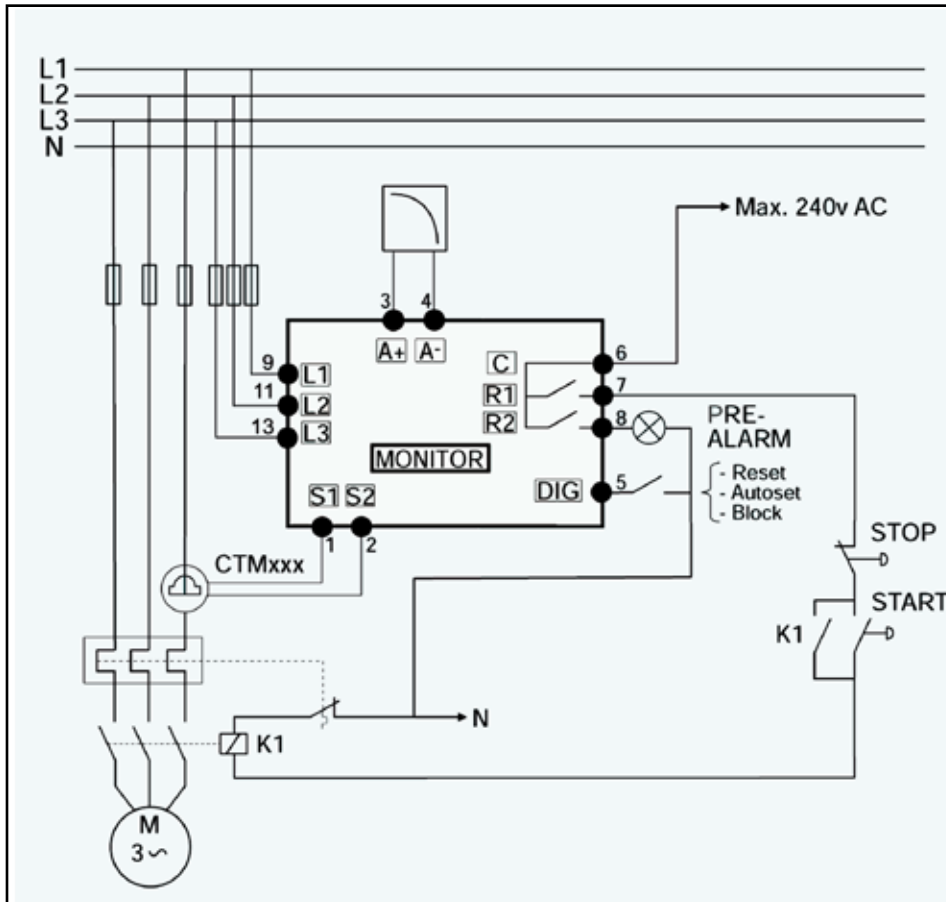 L1
L2
L3
N
Max. 240v AC
3
4
A+
A-
9
L1
11
L2
13
L3
C
6
R1
7
R2
8
PRE-
ALARM
MONITOR
DIG
5
- Reset
- Autoset
- Block
S1
S2
1
2
CTMxxx
STOP
START
K1
N
K1
M
3~